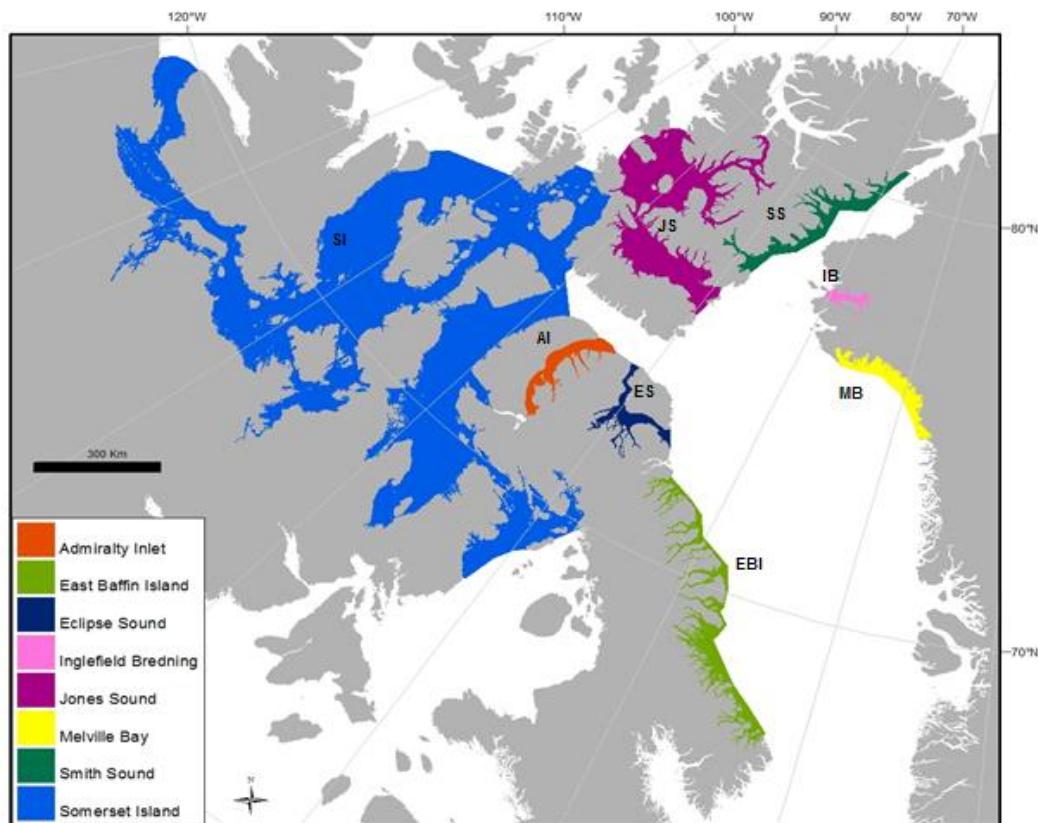 120°W
110°W
100°W
90°W
80°W
70°W
SS
JS
80°N
SI
IB
AI
ES
MB
300 Km
Admiralty Inlet
East Baffin Island
EBI
Eclipse Sound
Inglefield Bredning
70°N
Jones Sound
Melville Bay
Smith Sound
N
Somerset Island